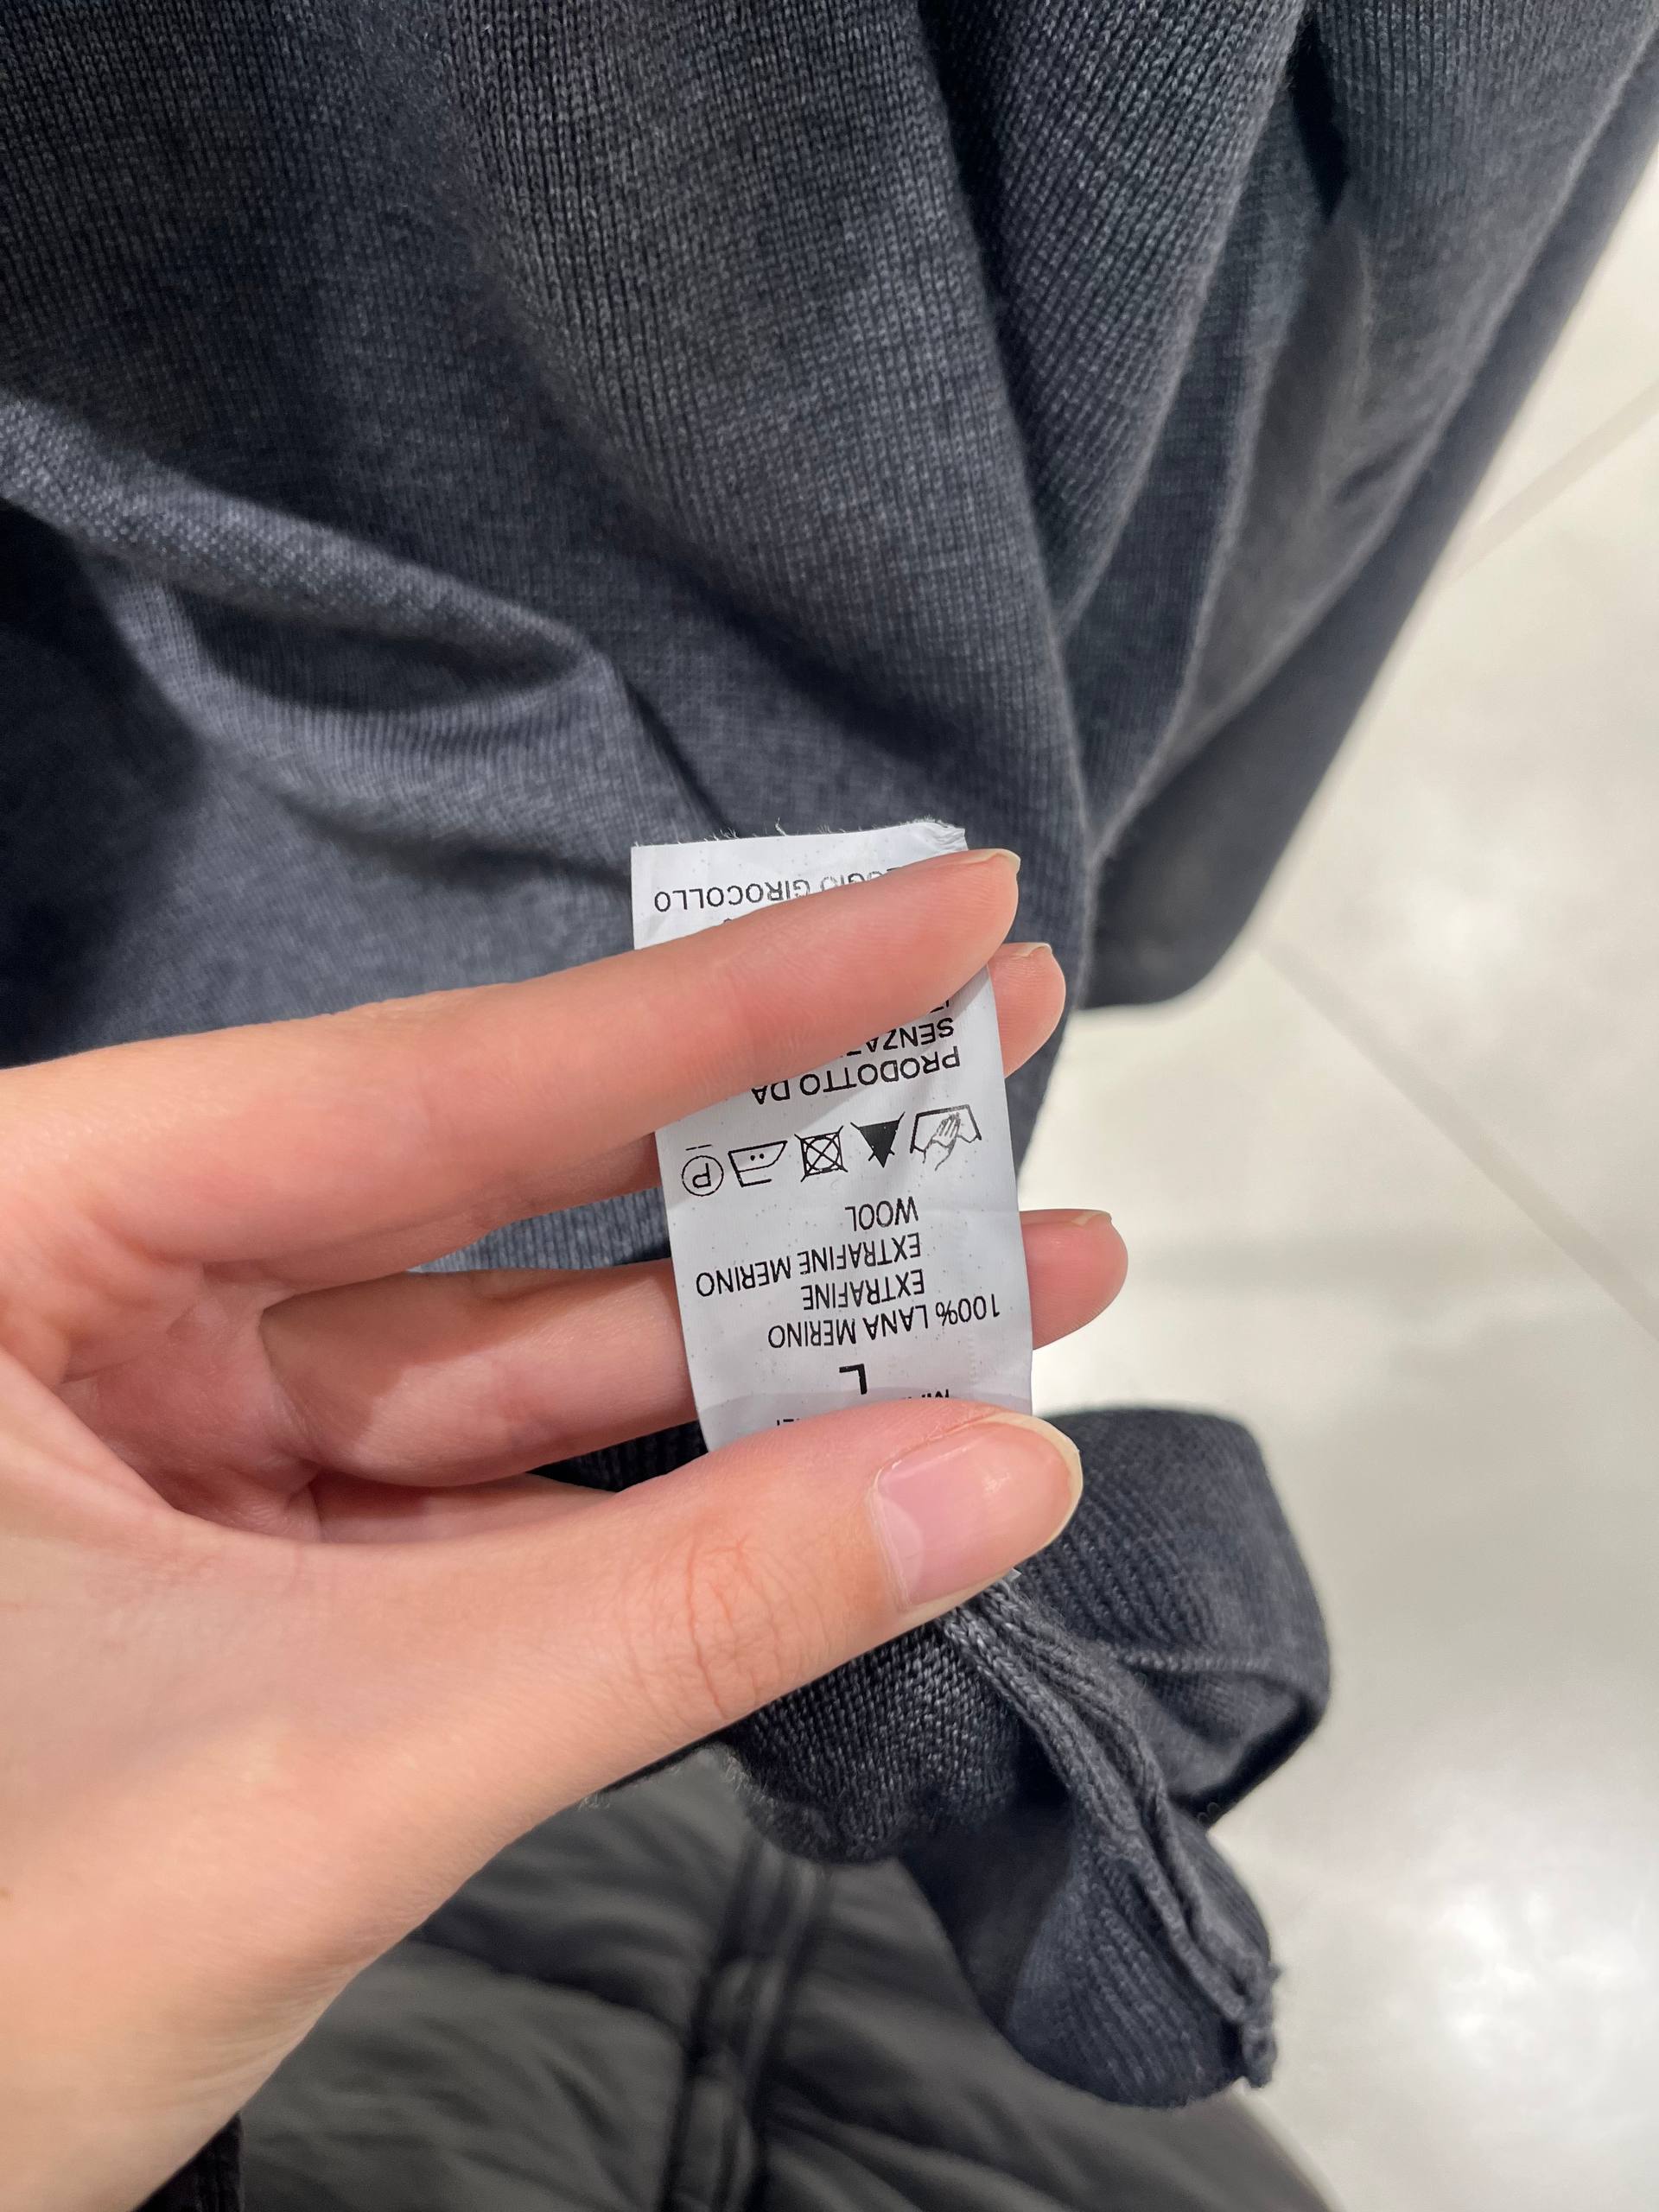 L
100% LANA MERINO
EXTRAFINE
EXTRAFINE MERINO
WOOL
P
PRODOTTO DA
GIROCOLLO